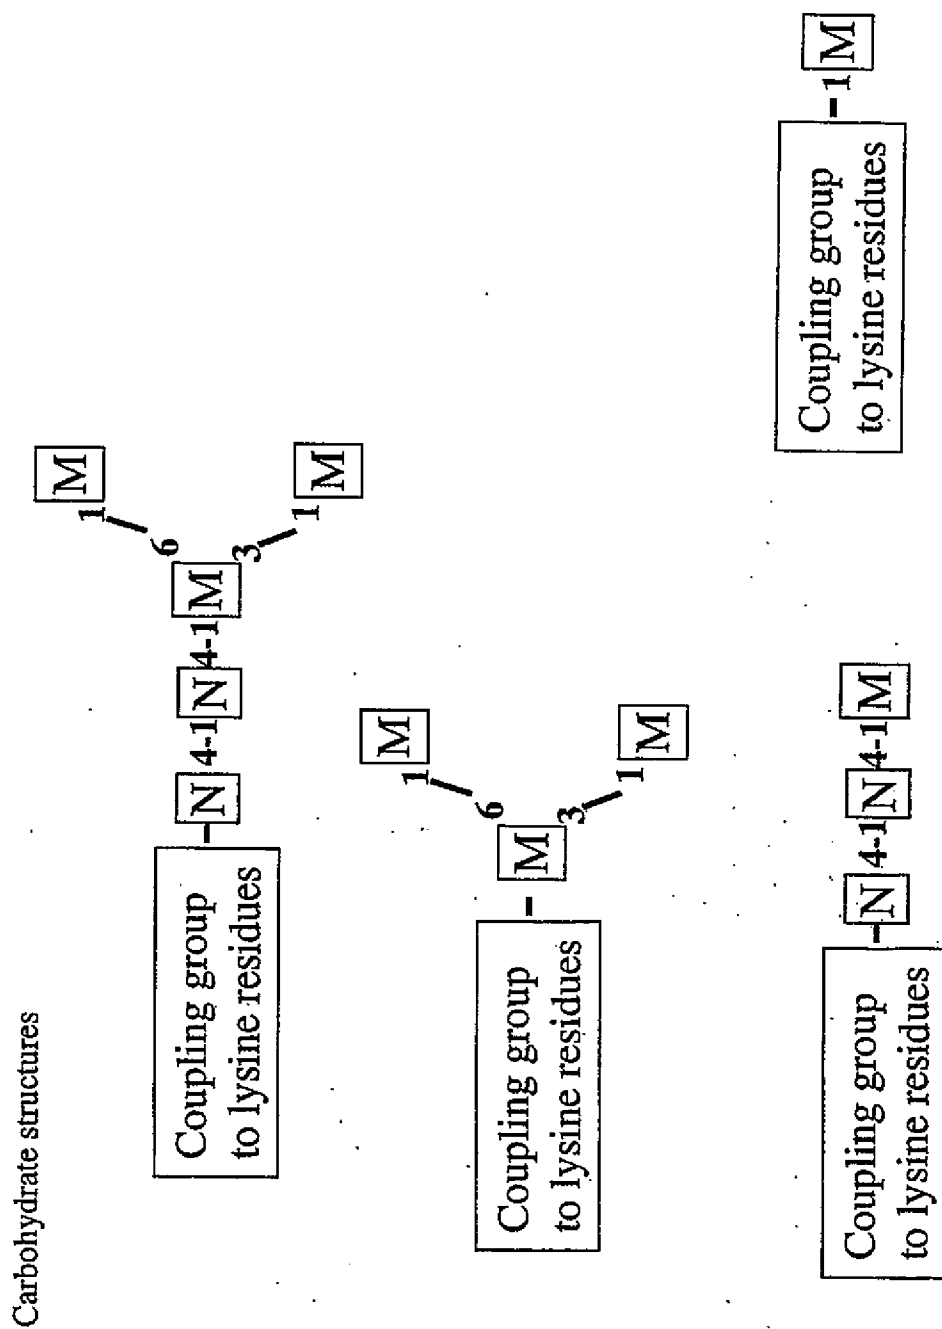 Carbohydrate structures
Coupling group
to lysine residues
N 4-1 N 4-1 M
6 1 M
3 1 M
Coupling group
to lysine residues
M
6 1 M
3 1 M
Coupling group
to lysine residues
N 4-1 N 4-1 M
Coupling group
to lysine residues
1 M